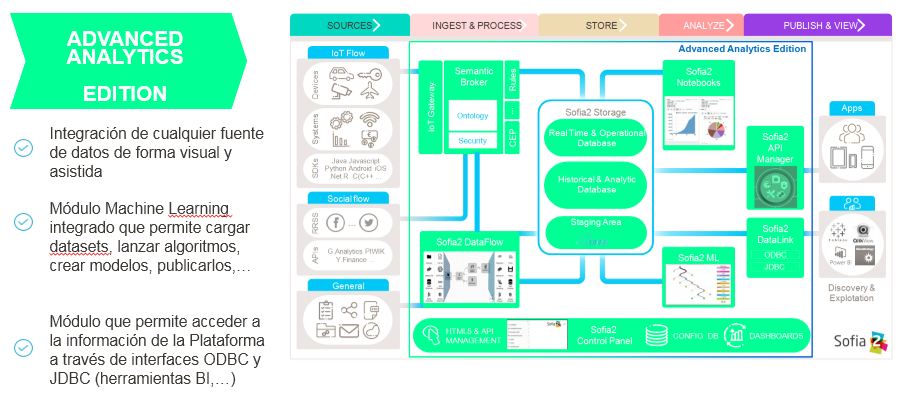 ADVANCED
ANALYTICS
EDITION
Integración de cualquier fuente
de datos de forma visual y
asistida
Módulo Machine Learning
integrado que permite cargar
datasets, lanzar algoritmos,
crear modelos, publicarlos,…
Módulo que permite acceder a
la información de la Plataforma
a través de interfaces ODBC y
JDBC (herramientas BI,…)
SOURCES
INGEST & PROCESS
STORE
ANALYZE
PUBLISH & VIEW
Advanced Analytics Edition
IoT Flow
Devices
Systems
SDKs
Java Javascript
Python Android iOS
Net R C(C++ ...
Social flow
RRSS
...
APIs
G Analytics PIWIK
Y.Finance ...
General
IoT Gateway
Semantic
Broker
Ontology
Security
Rules
...
CEP
Sofia2 DataFlow
Sofia2 Storage
Real Time & Operational
Database
Historical & Analytic
Database
Staging Area
Sofia2
Notebooks
Sofia2 ML
Sofia2
API
Manager
Sofia2
DataLink
ODBC
JDBC
Apps
Power BI
Discovery &
Explotation
HTML5 & API
MANAGEMENT
Sofia2
Control Panel
CONFIG DB
DASHBOARDS
Sofia2